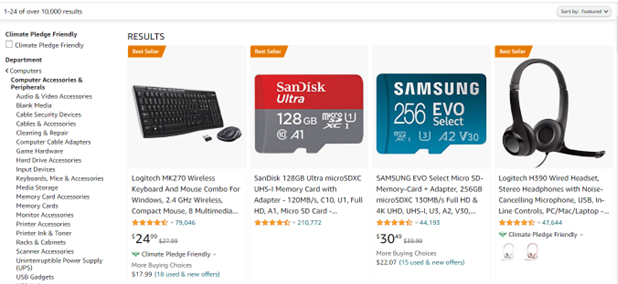 1-24 of over 10,000 results
Sort by: Featured
Climate Pledge Friendly
Climate Pledge Friendly
Department
Computers
Computer Accessories &
Peripherals
Audio & Video Accessories
Blank Media
Cable Security Devices
Cables & Accessories
Cleaning & Repair
Computer Cable Adapters
Game Hardware
Hard Drive Accessories
Input Devices
Keyboards, Mice & Accessories
Media Storage
Memory Card Accessories
Memory Cards
Monitor Accessories
Printer Accessories
Printer Ink & Toner
Racks & Cabinets
Scanner Accessories
Uninterruptible Power Supply
(UPS)
USB Gadgets
RESULTS
Best Seller
Logitech MK270 Wireless
Keyboard And Mouse Combo For
Windows, 2.4 GHz Wireless,
Compact Mouse, 8 Multimedia...
79,046
$24.99 $27.99
Climate Pledge Friendly
More Buying Choices
$17.99 (18 used & new offers)
Best Seller
SanDisk
Ultra
128GB microSDXC I
10 A1
SanDisk 128GB Ultra microSDXC
UHS-I Memory Card with
Adapter - 120MB/s, C10, U1, Full
HD, A1, Micro SD Card -...
210,772
Best Seller
SAMSUNG
256 EVO
Select
microSDXC I 3 A2 V30
SAMSUNG EVO Select Micro SD-
Memory-Card + Adapter, 256GB
microSDXC 130MB/s Full HD &
4K UHD, UHS-I, U3, A2, V30,...
44,193
$30.49 $39.99
More Buying Choices
$22.07 (15 used & new offers)
Best Seller
Logitech H390 Wired Headset,
Stereo Headphones with Noise-
Cancelling Microphone, USB, In-
Line Controls, PC/Mac/Laptop -...
47,644
Climate Pledge Friendly